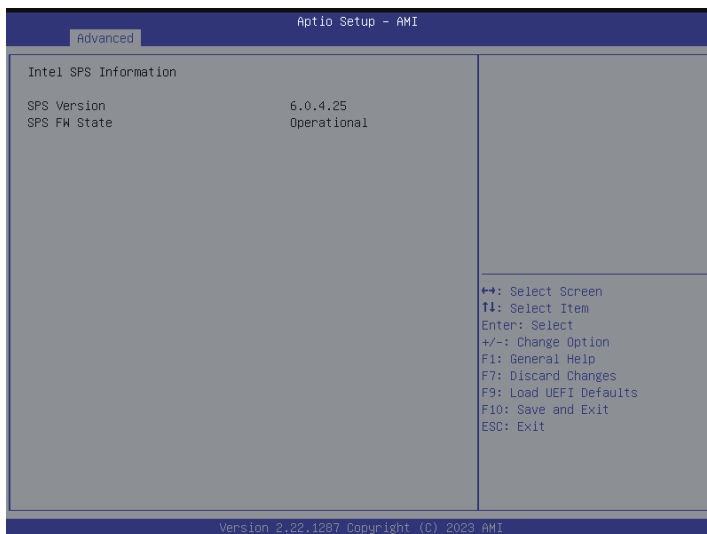 Aptio Setup – AMI
Advanced
Intel SPS Information
SPS Version 6.0.4.25
SPS FW State Operational
↔: Select Screen
↑↓: Select Item
Enter: Select
+/-: Change Option
F1: General Help
F7: Discard Changes
F9: Load UEFI Defaults
F10: Save and Exit
ESC: Exit
Version 2.22.1287 Copyright (C) 2023 AMI